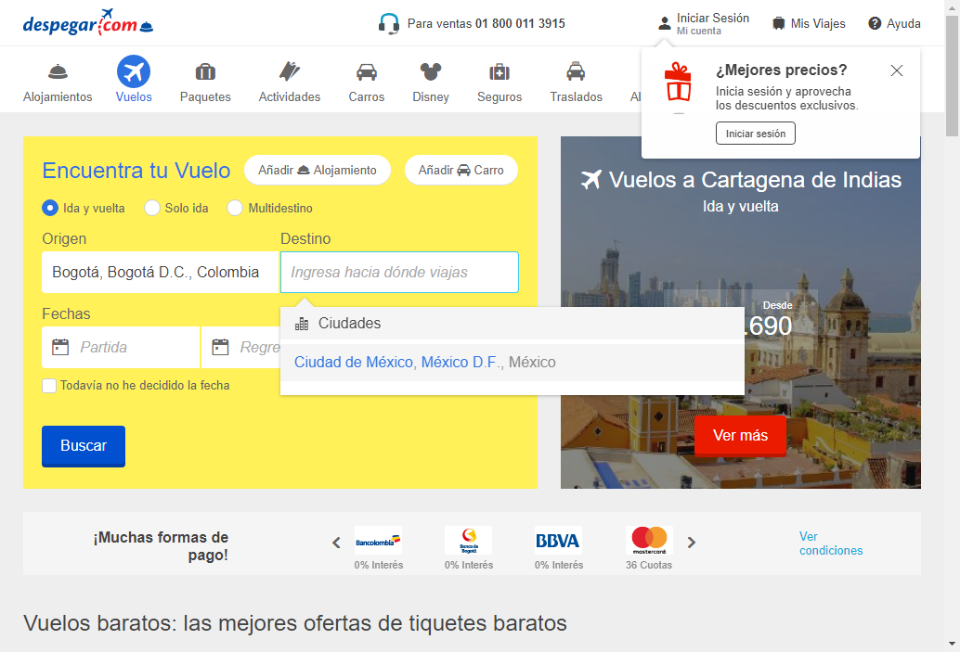 despegar.com
Para ventas 01 800 011 3915
Iniciar Sesión
Mi cuenta
Mis Viajes
Ayuda
Alojamientos
Vuelos
Paquetes
Actividades
Carros
Disney
Seguros
Traslados
Al
¿Mejores precios?
Inicia sesión y aprovecha
los descuentos exclusivos.
Iniciar sesión
Encuentra tu Vuelo
Añadir Alojamiento
Añadir Carro
Ida y vuelta
Solo ida
Multidestino
Origen
Destino
Bogotá, Bogotá D.C., Colombia
Ingresa hacia dónde viajas
Fechas
Partida
Regre
Todavía no he decidido la fecha
Buscar
Ciudades
Ciudad de México, México D.F., México
Vuelos a Cartagena de Indias
Ida y vuelta
Desde
.690
Ver más
¡Muchas formas de
pago!
Bancolombia
0% Interés
Banco de
Bogotá
0% Interés
BBVA
0% Interés
mastercard
36 Cuotas
Ver
condiciones
Vuelos baratos: las mejores ofertas de tiquetes baratos